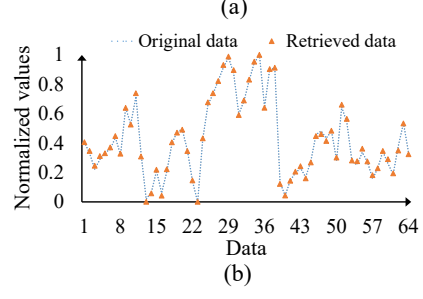 (a)
Original data Retrieved data
Normalized values
1
0.8
0.6
0.4
0.2
0
1 8 15 22 29 36 43 50 57 64
Data
(b)